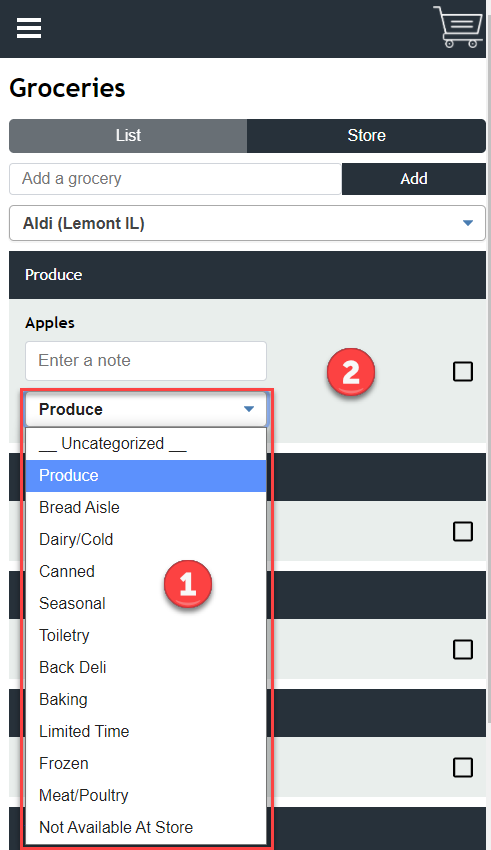 Groceries
List Store
Add a grocery Add
Aldi (Lemont IL)
Produce
Apples
Enter a note
2
Produce
__ Uncategorized __
Produce
Bread Aisle
Dairy/Cold
Canned
1
Seasonal
Toiletry
Back Deli
Baking
Limited Time
Frozen
Meat/Poultry
Not Available At Store